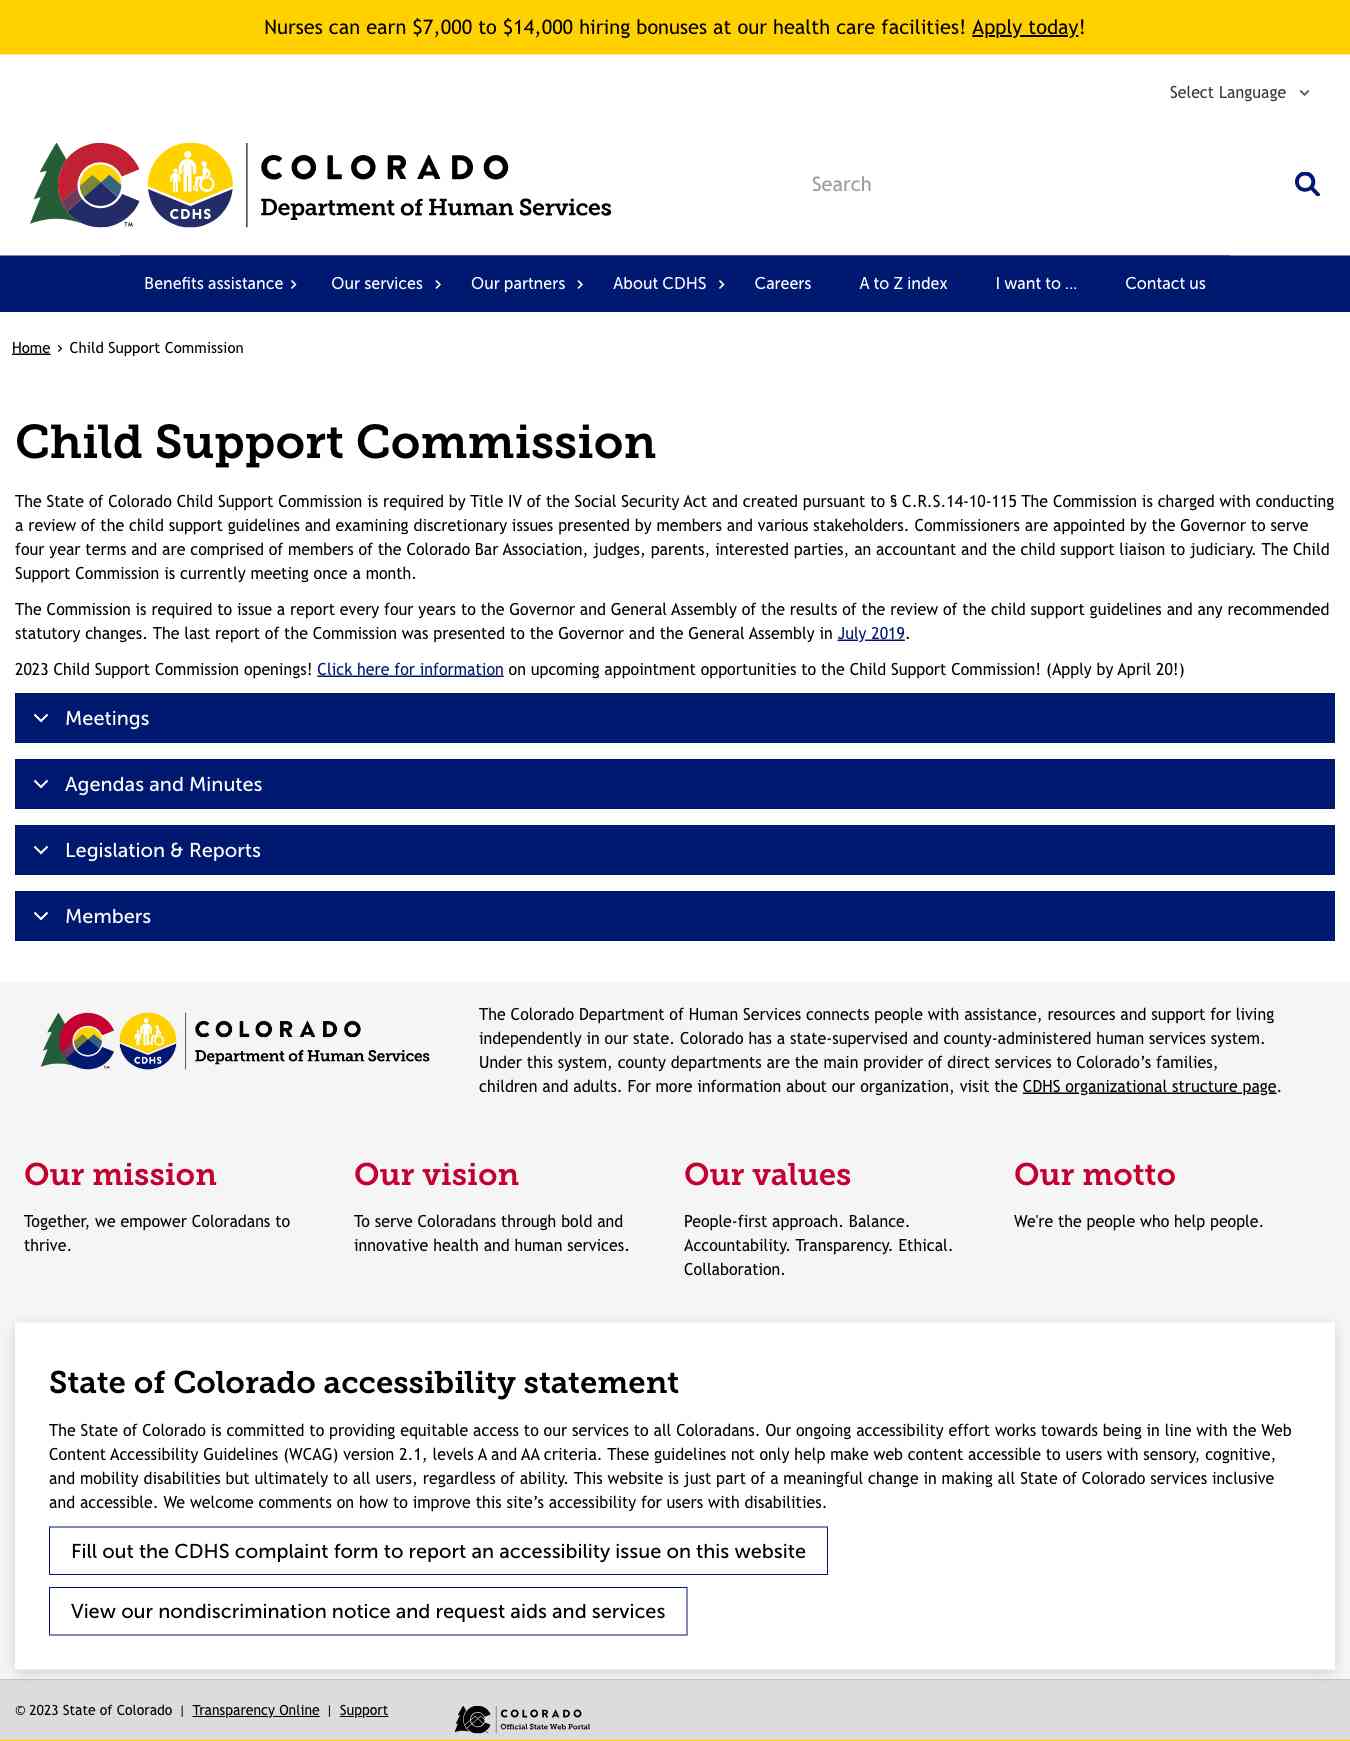 Nurses can earn $7,000 to $14,000 hiring bonuses at our health care facilities! Apply today!
Select Language
CDHS
TM
COLORADO
Department of Human Services
Search
Benefits assistance › Our services › Our partners › About CDHS › Careers A to Z index I want to ... Contact us
Home › Child Support Commission
Child Support Commission
The State of Colorado Child Support Commission is required by Title IV of the Social Security Act and created pursuant to § C.R.S.14-10-115 The Commission is charged with conducting
a review of the child support guidelines and examining discretionary issues presented by members and various stakeholders. Commissioners are appointed by the Governor to serve
four year terms and are comprised of members of the Colorado Bar Association, judges, parents, interested parties, an accountant and the child support liaison to judiciary. The Child
Support Commission is currently meeting once a month.
The Commission is required to issue a report every four years to the Governor and General Assembly of the results of the review of the child support guidelines and any recommended
statutory changes. The last report of the Commission was presented to the Governor and the General Assembly in July 2019.
2023 Child Support Commission openings! Click here for information on upcoming appointment opportunities to the Child Support Commission! (Apply by April 20!)
Meetings
Agendas and Minutes
Legislation & Reports
Members
CDHS
TM
COLORADO
Department of Human Services
The Colorado Department of Human Services connects people with assistance, resources and support for living
independently in our state. Colorado has a state-supervised and county-administered human services system.
Under this system, county departments are the main provider of direct services to Colorado’s families,
children and adults. For more information about our organization, visit the CDHS organizational structure page.
Our mission
Together, we empower Coloradans to
thrive.
Our vision
To serve Coloradans through bold and
innovative health and human services.
Our values
People-first approach. Balance.
Accountability. Transparency. Ethical.
Collaboration.
Our motto
We're the people who help people.
State of Colorado accessibility statement
The State of Colorado is committed to providing equitable access to our services to all Coloradans. Our ongoing accessibility effort works towards being in line with the Web
Content Accessibility Guidelines (WCAG) version 2.1, levels A and AA criteria. These guidelines not only help make web content accessible to users with sensory, cognitive,
and mobility disabilities but ultimately to all users, regardless of ability. This website is just part of a meaningful change in making all State of Colorado services inclusive
and accessible. We welcome comments on how to improve this site’s accessibility for users with disabilities.
Fill out the CDHS complaint form to report an accessibility issue on this website
View our nondiscrimination notice and request aids and services
© 2023 State of Colorado | Transparency Online | Support
COLORADO
Official State Web Portal